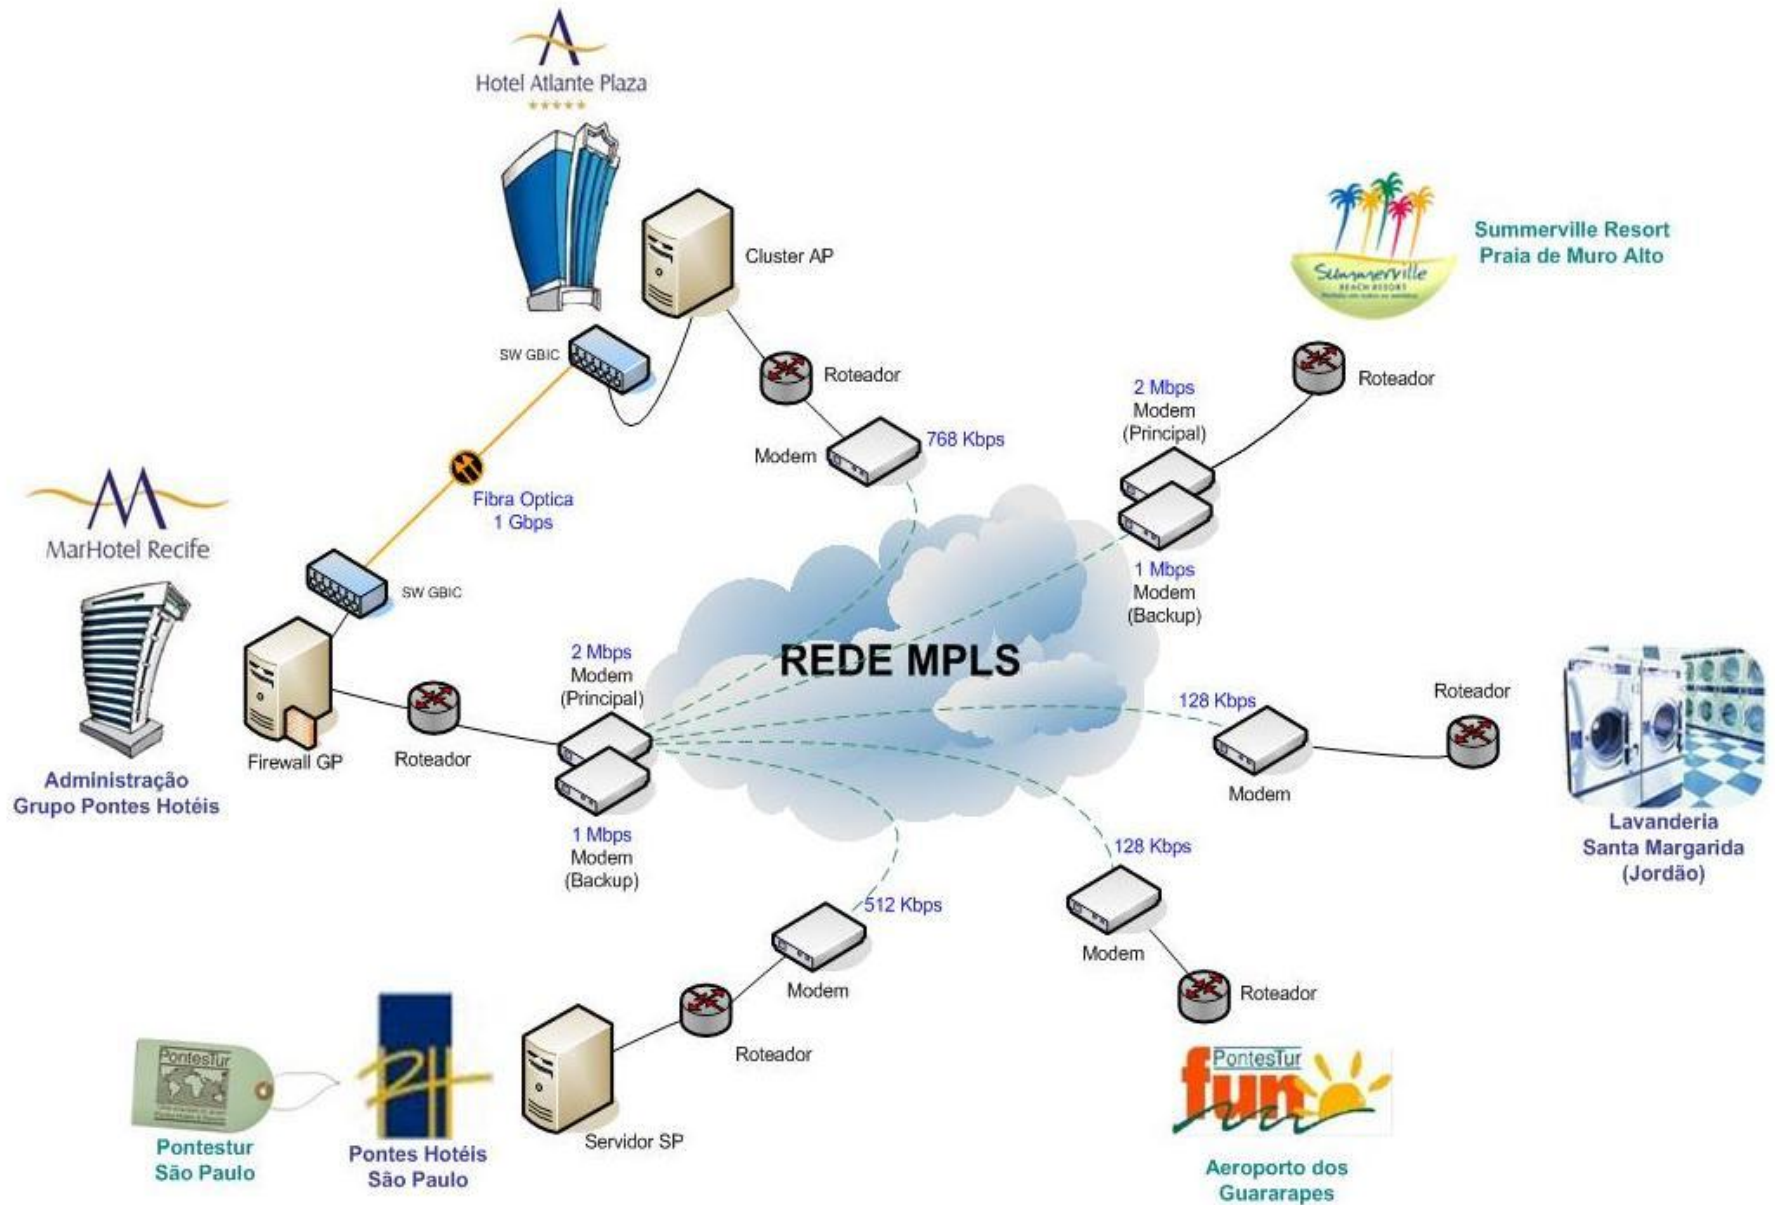 Hotel Atlante Plaza
Cluster AP
SW GBIC
Roteador
Modem
768 Kbps
Fibra Optica
1 Gbps
Summerville
BEACH RESORT
Summerville Resort
Praia de Muro Alto
Roteador
2 Mbps
Modem
(Principal)
1 Mbps
Modem
(Backup)
MarHotel Recife
SW GBIC
Firewall GP
Administração
Grupo Pontes Hotéis
Roteador
2 Mbps
Modem
(Principal)
1 Mbps
Modem
(Backup)
REDE MPLS
128 Kbps
Modem
Roteador
Lavanderia
Santa Margarida
(Jordão)
128 Kbps
Modem
Roteador
PontesTur
fun
Aeroporto dos
Guararapes
512 Kbps
Modem
Roteador
Servidor SP
PontesTur
Pontestur
São Paulo
PH
Pontes Hotéis
São Paulo